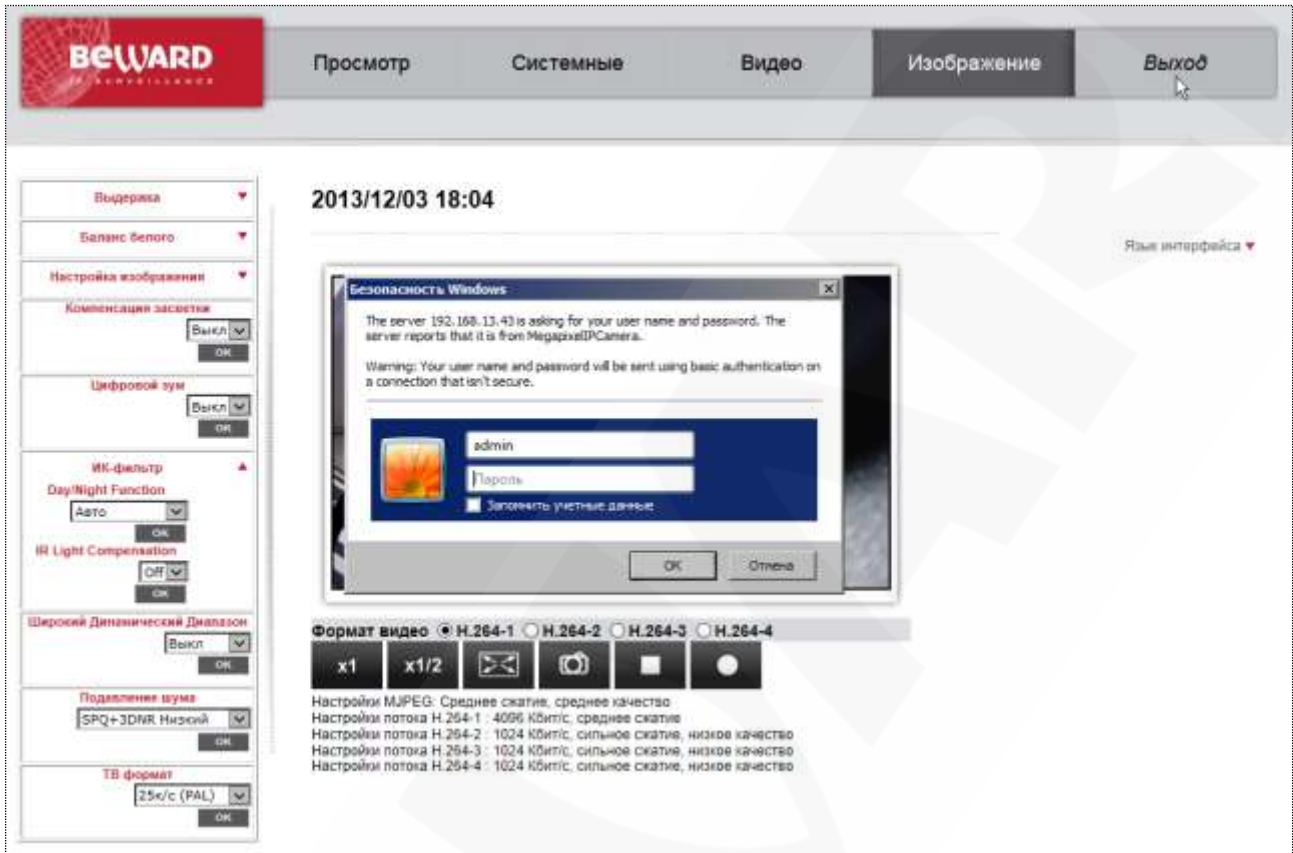 BEWARD
IP SURVEILLANCE
Просмотр
Системные
Видео
Изображение
Выход
Выдержка
Баланс белого
Настройка изображения
Компенсация засветки
Выкл
OK
Цифровой зум
Выкл
OK
ИК-фильтр
Day/Night Function
Авто
OK
IR Light Compensation
Off
OK
Широкий Динамический Диапазон
Выкл
OK
Подавление шума
SPQ+3DNR Низкий
OK
ТВ формат
25к/с (PAL)
OK
2013/12/03 18:04
Язык интерфейса
Безопасность Windows
The server 192.168.13.43 is asking for your user name and password. The
server reports that it is from MegapixelIPCamera.
Warning: Your user name and password will be sent using basic authentication on
a connection that isn't secure.
admin
Пароль
Запомнить учетные данные
OK
Отмена
Формат видео H.264-1 H.264-2 H.264-3 H.264-4
x1
x1/2
Настройки MJPEG: Среднее сжатие, среднее качество
Настройки потока H.264-1 : 4096 Кбит/с, среднее сжатие
Настройки потока H.264-2 : 1024 Кбит/с, сильное сжатие, низкое качество
Настройки потока H.264-3 : 1024 Кбит/с, сильное сжатие, низкое качество
Настройки потока H.264-4 : 1024 Кбит/с, сильное сжатие, низкое качество